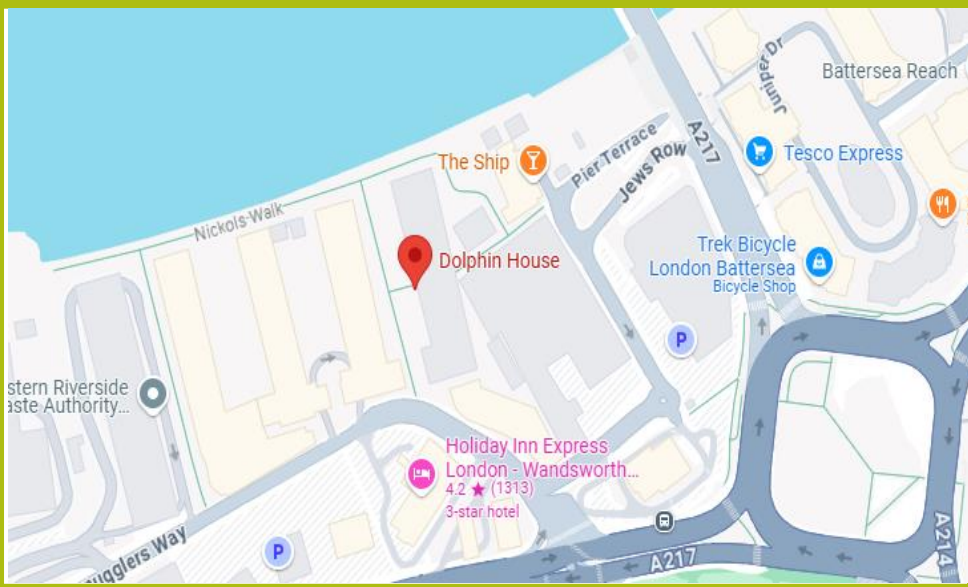 Battersea Reach
Juniper Dr
A217
The Ship
Pier Terrace
Jews Row
Tesco Express
Nickols-Walk
Dolphin House
Trek Bicycle
London Battersea
Bicycle Shop
P
stern Riverside
aste Authority...
Holiday Inn Express
London - Wandsworth...
4.2 ★ (1313)
3-star hotel
ugglers Way
P
A217
A214